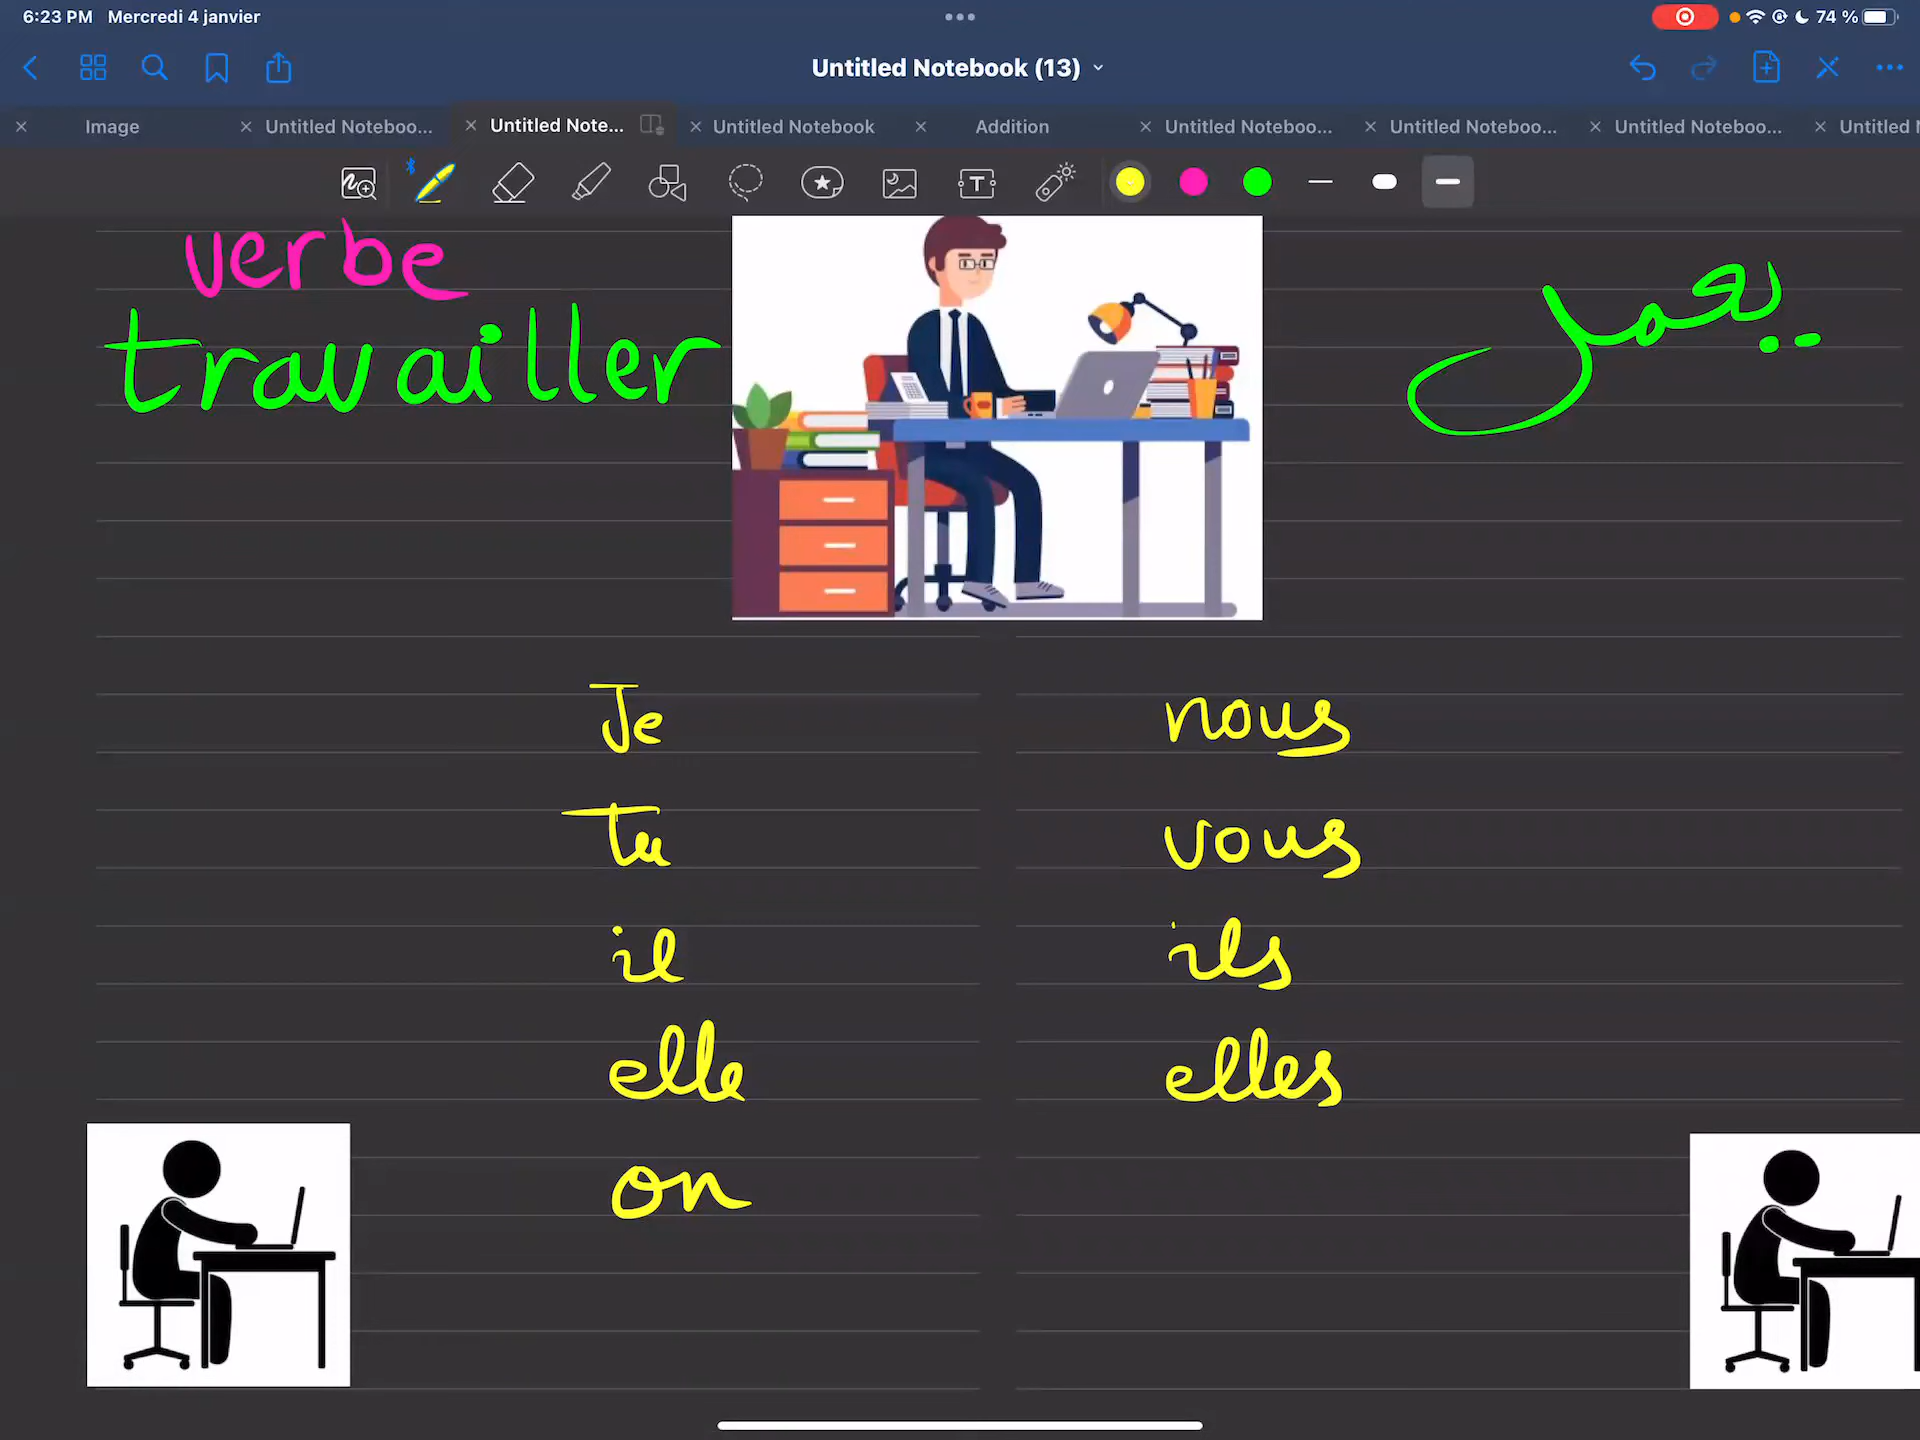 6:23 PM Mercredi 4 janvier
74 %
Untitled Notebook (13)
Image
Untitled Noteboo...
Untitled Note...
Untitled Notebook
Addition
Untitled Noteboo...
Untitled Noteboo...
Untitled Noteboo...
Untitled
T
verbe
travailler
يعمل
Je
nous
Tu
vous
il
ils
elle
elles
on